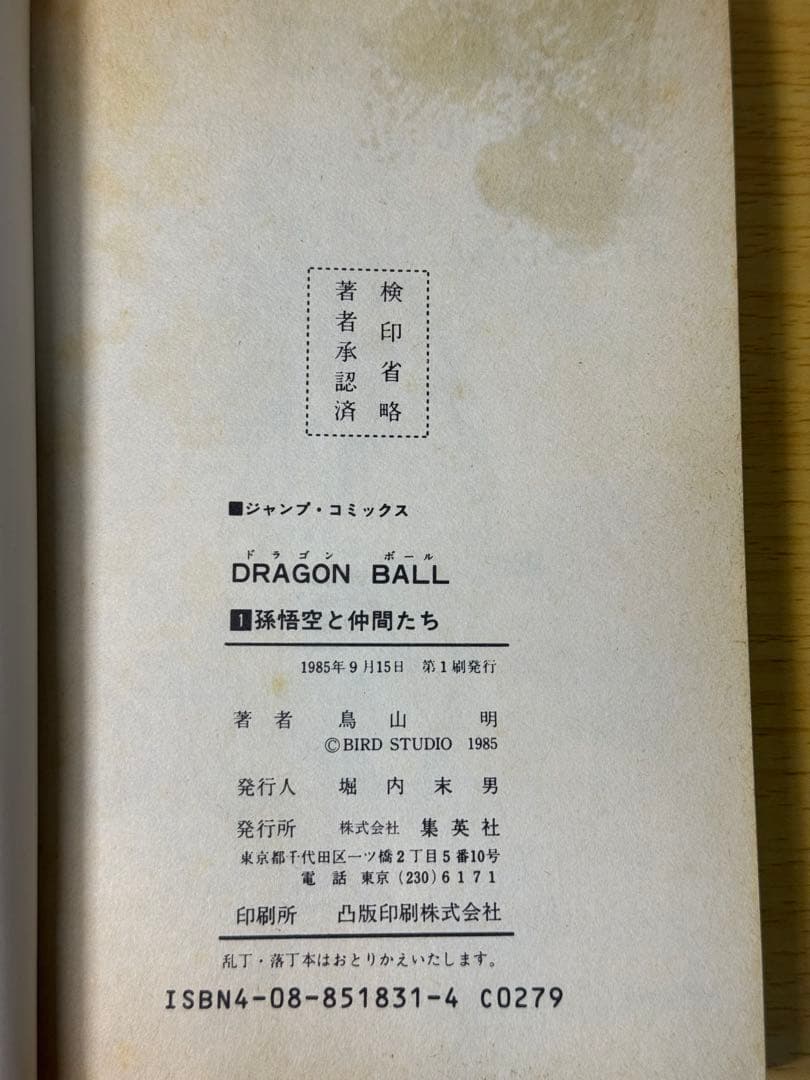 検印省略
著者承認済
■ジャンプ・コミックス
ドラゴン ボール
DRAGON BALL
1孫悟空と仲間たち
1985年9月15日 第1刷発行
著者 鳥山 明
©BIRD STUDIO 1985
発行人 堀内末男
発行所 株式会社 集英社
東京都千代田区一ツ橋2丁目5番10号
電話 東京(230)6171
印刷所 凸版印刷株式会社
乱丁・落丁本はおとりかえいたします。
ISBN4-08-851831-4 C0279